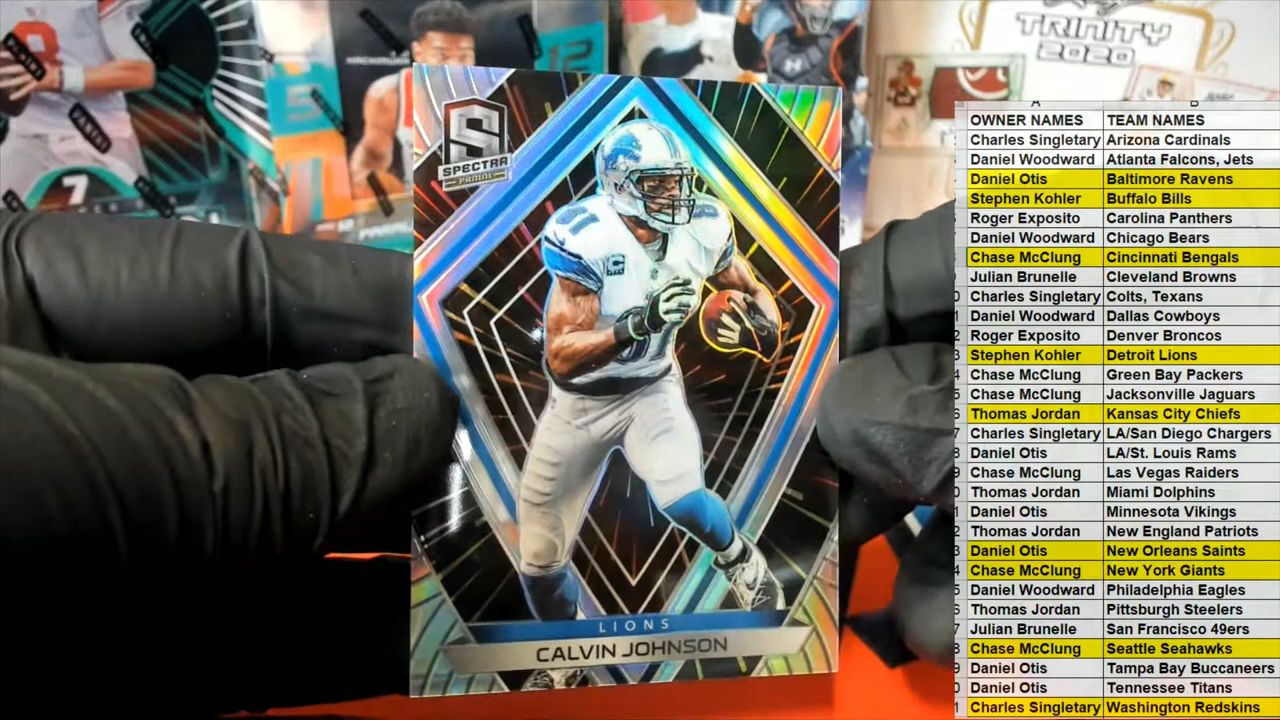 TRINITY
2020
12
7
PANINI
S
SPECTRA
PANINI
81
8
C
LIONS
CALVIN JOHNSON
A B
OWNER NAMES TEAM NAMES
Charles Singletary Arizona Cardinals
Daniel Woodward Atlanta Falcons, Jets
Daniel Otis Baltimore Ravens
Stephen Kohler Buffalo Bills
Roger Exposito Carolina Panthers
Daniel Woodward Chicago Bears
Chase McClung Cincinnati Bengals
Julian Brunelle Cleveland Browns
Charles Singletary Colts, Texans
Daniel Woodward Dallas Cowboys
Roger Exposito Denver Broncos
Stephen Kohler Detroit Lions
Chase McClung Green Bay Packers
Chase McClung Jacksonville Jaguars
Thomas Jordan Kansas City Chiefs
Charles Singletary LA/San Diego Chargers
Daniel Otis LA/St. Louis Rams
Chase McClung Las Vegas Raiders
Thomas Jordan Miami Dolphins
Daniel Otis Minnesota Vikings
Thomas Jordan New England Patriots
Daniel Otis New Orleans Saints
Chase McClung New York Giants
Daniel Woodward Philadelphia Eagles
Thomas Jordan Pittsburgh Steelers
Julian Brunelle San Francisco 49ers
Chase McClung Seattle Seahawks
Daniel Otis Tampa Bay Buccaneers
Daniel Otis Tennessee Titans
Charles Singletary Washington Redskins